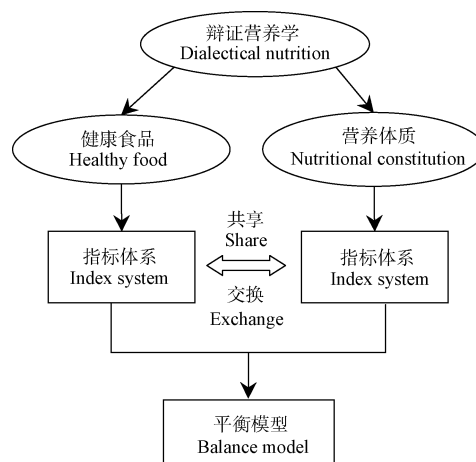 辩证营养学
Dialectical nutrition
健康食品
Healthy food
营养体质
Nutritional constitution
指标体系
Index system
共享
Share
交换
Exchange
指标体系
Index system
平衡模型
Balance model